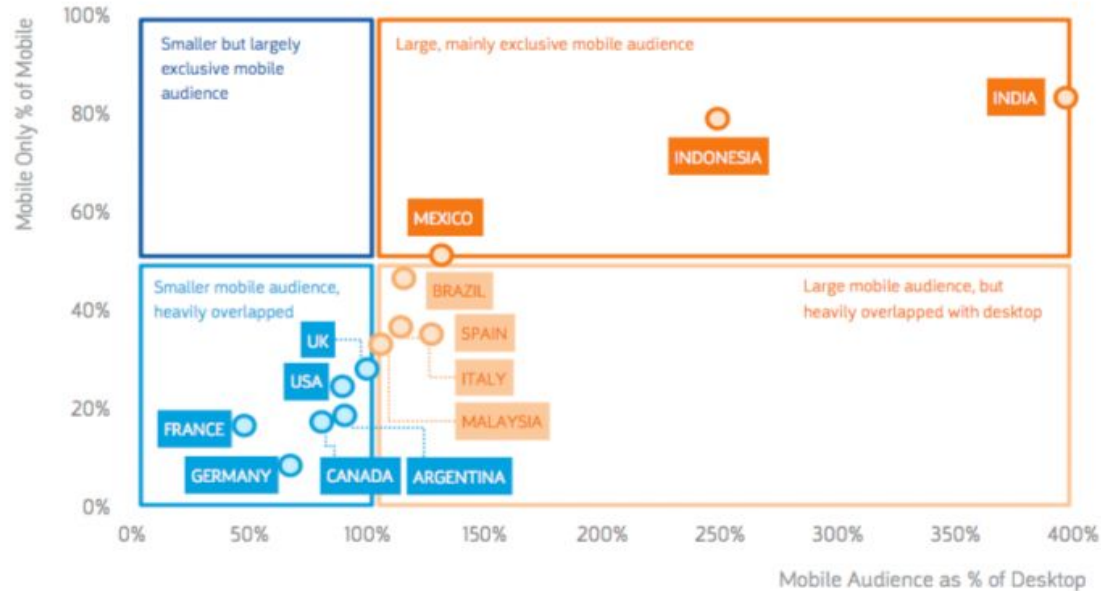 Mobile Only % of Mobile
100%
80%
60%
40%
20%
0%
Smaller but largely
exclusive mobile
audience
Large, mainly exclusive mobile audience
INDIA
INDONESIA
MEXICO
Smaller mobile audience,
heavily overlapped
Large mobile audience, but
heavily overlapped with desktop
BRAZIL
SPAIN
ITALY
MALAYSIA
UK
USA
FRANCE
GERMANY
CANADA
ARGENTINA
0%
50%
100%
150%
200%
250%
300%
350%
400%
Mobile Audience as % of Desktop